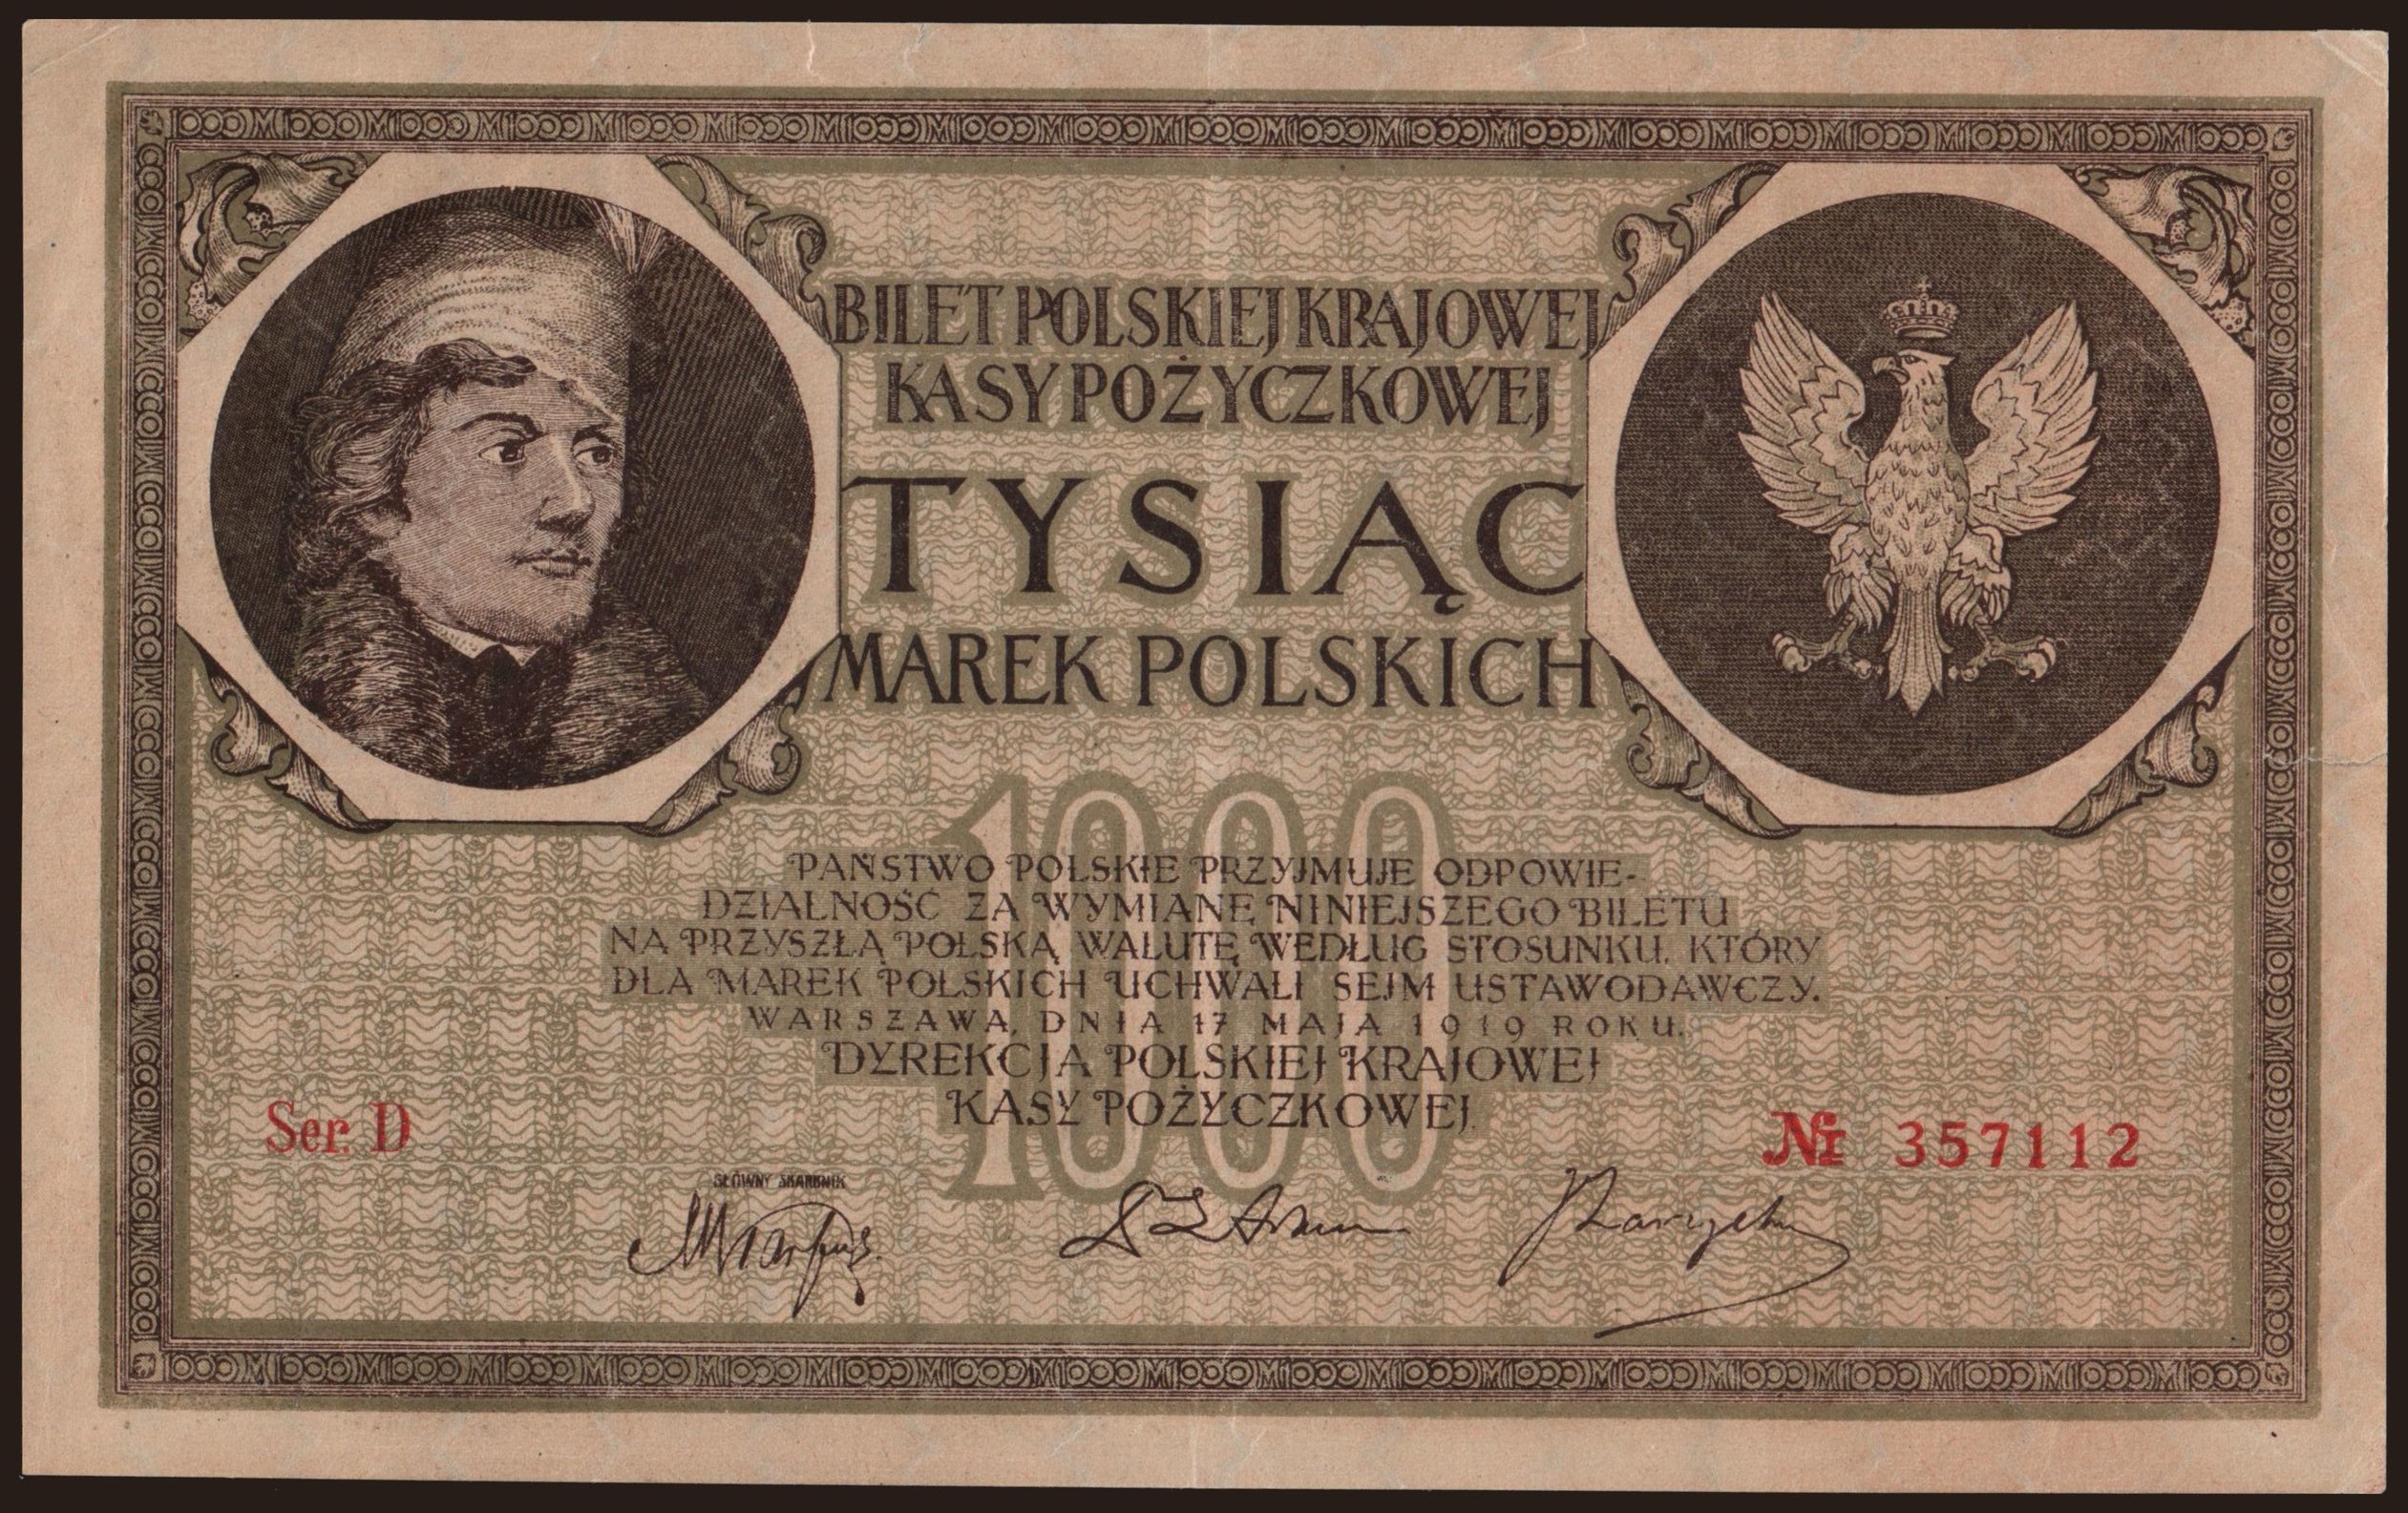 BILET POLSKIEJ KRAJOWEJ
KASY POŻYCZKOWEJ
TYSIĄC
MAREK POLSKICH
1000
PAŃSTWO POLSKIE PRZYJMUJE ODPOWIE-
DZIALNOŚĆ ZA WYMIANĘ NINIEJSZEGO BILETU
NA PRZYSZŁĄ POLSKĄ WALUTĘ WEDŁUG STOSUNKU, KTÓRY
DLA MAREK POLSKICH UCHWALI SEJM USTAWODAWCZY.
WARSZAWA, DNIA 17 MAJA 1919 ROKU.
DYREKCJA POLSKIEJ KRAJOWEJ
KASY POŻYCZKOWEJ.
Ser. D
Nr 357112
SKARBNIK